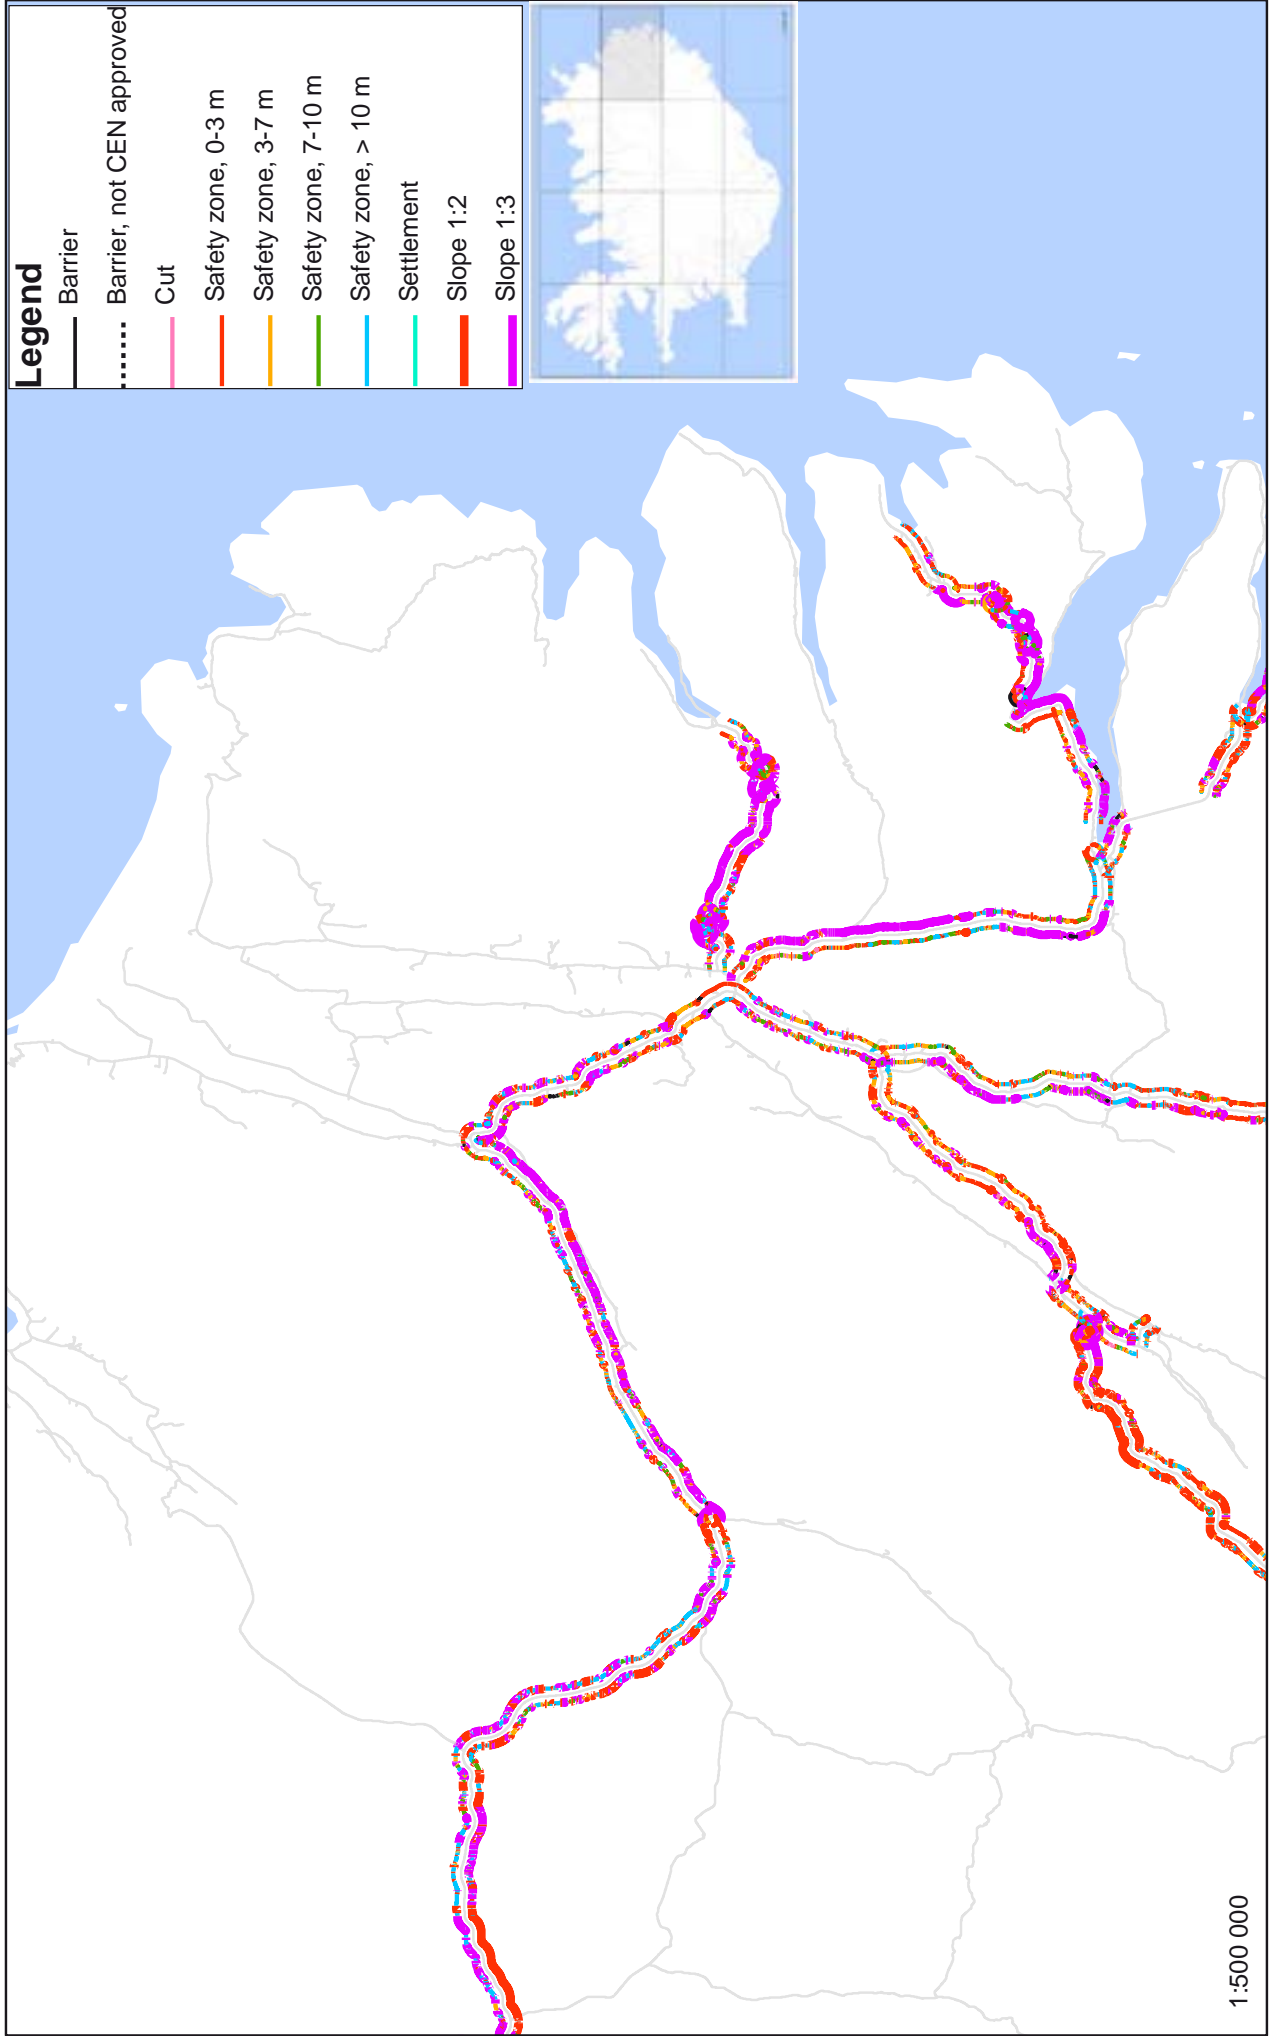 Legend
Barrier
Barrier, not CEN approved
Cut
Safety zone, 0-3 m
Safety zone, 3-7 m
Safety zone, 7-10 m
Safety zone, > 10 m
Settlement
Slope 1:2
Slope 1:3
1:500 000